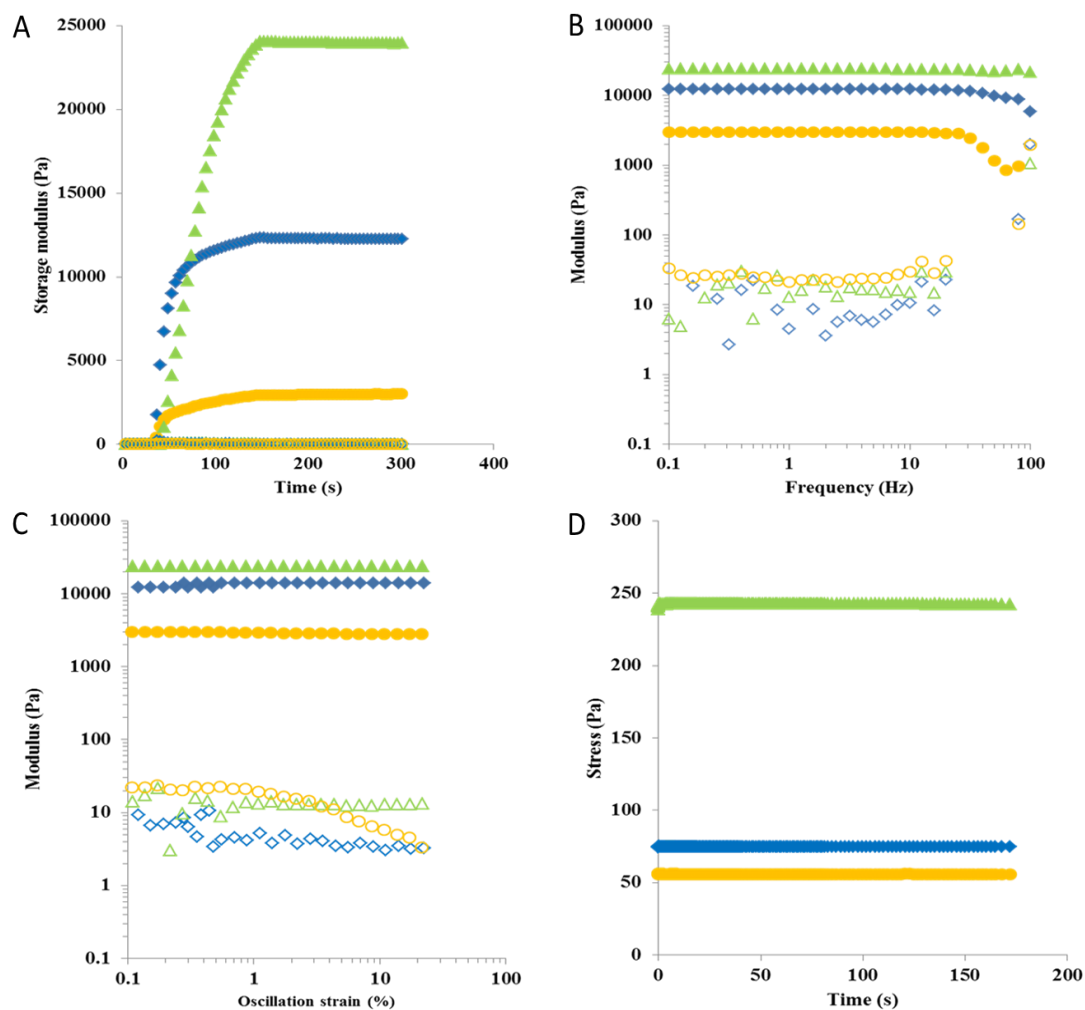 A
25000
20000
15000
10000
5000
0
Storage modulus (Pa)
0 100 200 300 400
Time (s)
B
100000
10000
1000
100
10
1
0.1
Modulus (Pa)
0.1 1 10 100
Frequency (Hz)
C
100000
10000
1000
100
10
1
0.1
Modulus (Pa)
0.1 1 10 100
Oscillation strain (%)
D
300
250
200
150
100
50
0
Stress (Pa)
0 50 100 150 200
Time (s)